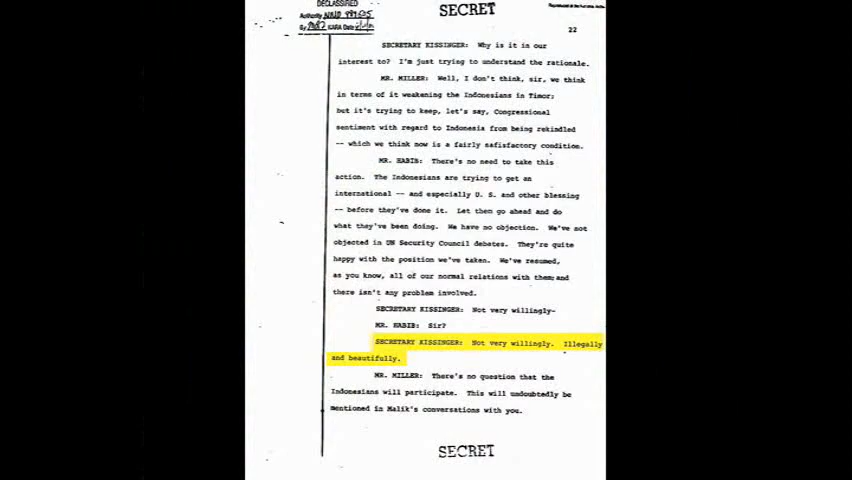 DECLASSIFIED
Authority NND 989505
SECRET
22
SECRETARY KISSINGER: Why is it in our
interest to? I'm just trying to understand the rationale.
MR. MILLER: Well, I don't think, sir, we think
in terms of it weakening the Indonesians in Timor;
but it's trying to keep, let's say, Congressional
sentiment with regard to Indonesia from being rekindled
-- which we think now is a fairly satisfactory condition.
MR. HABIB: There's no need to take this
action. The Indonesians are trying to get an
international -- and especially U. S. and other blessing
-- before they've done it. Let them go ahead and do
what they've been doing. We have no objection. We've not
objected in UN Security Council debates. They're quite
happy with the position we've taken. We've resumed,
as you know, all of our normal relations with them; and
there isn't any problem involved.
SECRETARY KISSINGER: Not very willingly-
MR. HABIB: Sir?
SECRETARY KISSINGER: Not very willingly. Illegally
and beautifully.
MR. MILLER: There's no question that the
Indonesians will participate. This will undoubtedly be
mentioned in Malik's conversations with you.
SECRET